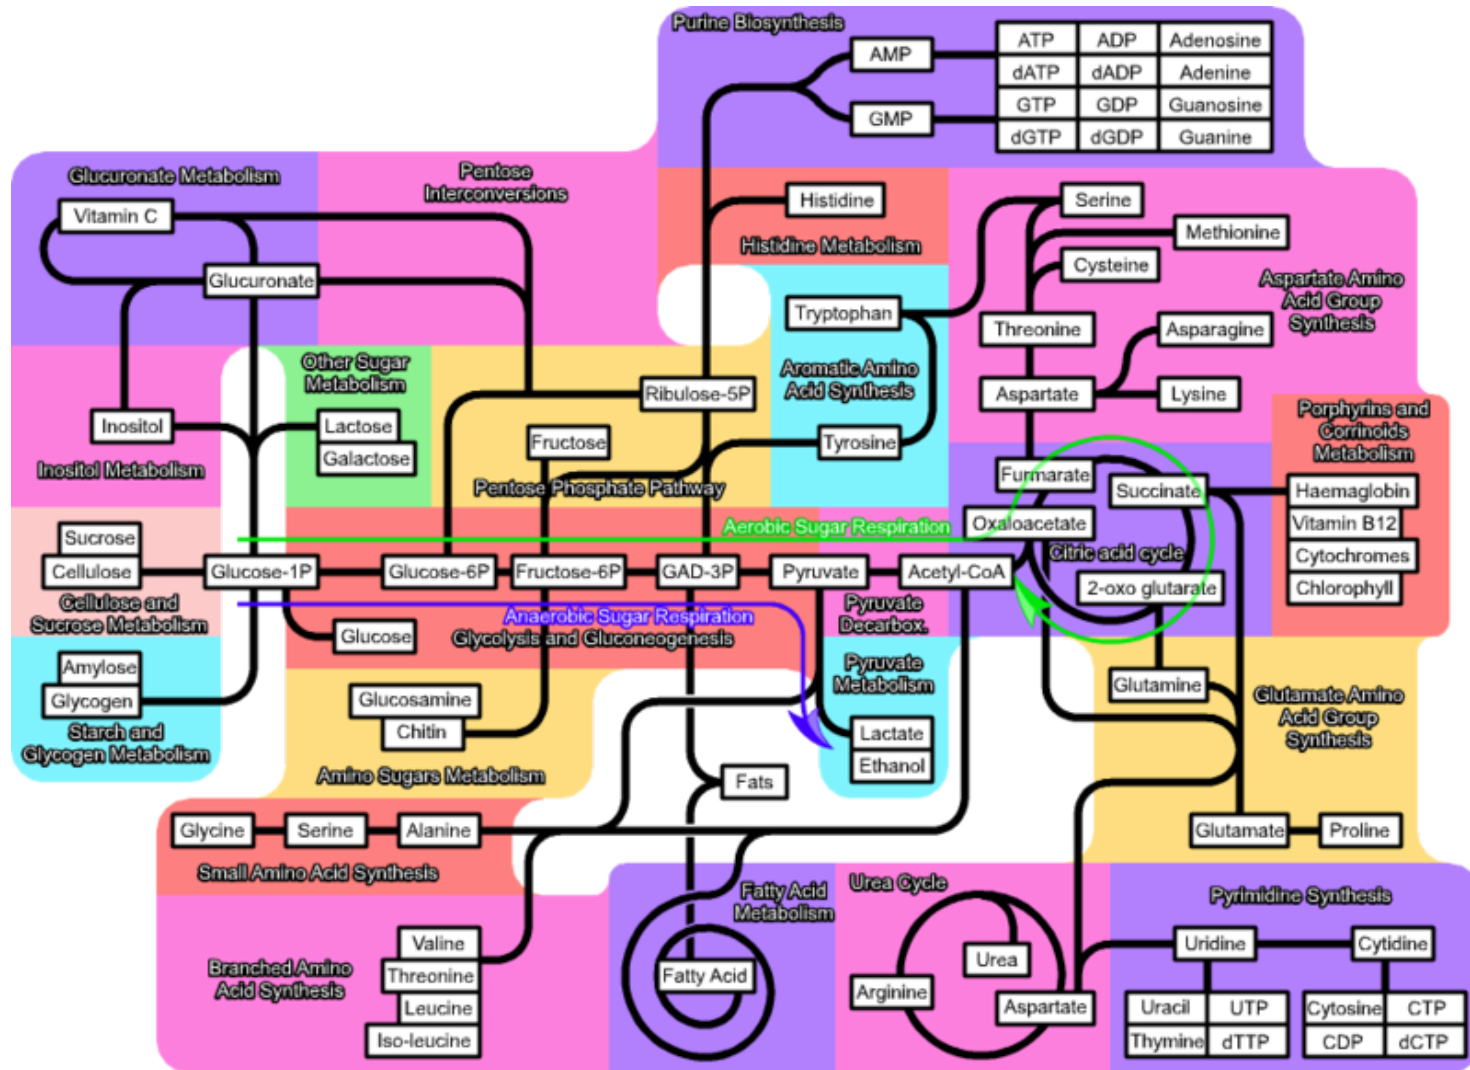 Purine Biosynthesis
AMP
ATP ADP Adenosine
dATP dADP Adenine
GMP
GTP GDP Guanosine
dGTP dGDP Guanine
Glucuronate Metabolism
Pentose
Interconversions
Vitamin C
Glucuronate
Histidine
Histidine Metabolism
Serine
Methionine
Cysteine
Aspartate Amino
Acid Group
Synthesis
Tryptophan
Threonine
Asparagine
Other Sugar
Metabolism
Aromatic Amino
Acid Synthesis
Ribulose-5P
Aspartate
Lysine
Porphyrins and
Corrinoids
Metabolism
Inositol
Inositol Metabolism
Lactose
Galactose
Fructose
Tyrosine
Pentose Phosphate Pathway
Furmarate
Succinate
Haemaglobin
Vitamin B12
Cytochromes
Chlorophyll
Aerobic Sugar Respiration
Oxaloacetate
Citric acid cycle
2-oxo glutarate
Sucrose
Cellulose
Glucose-1P
Glucose-6P
Fructose-6P
GAD-3P
Pyruvate
Acetyl-CoA
Cellulose and
Sucrose Metabolism
Anaerobic Sugar Respiration
Glycolysis and Gluconeogenesis
Glucose
Pyruvate
Decarbox.
Amylose
Glycogen
Starch and
Glycogen Metabolism
Glucosamine
Chitin
Amino Sugars Metabolism
Pyruvate
Metabolism
Lactate
Ethanol
Glutamine
Glutamate Amino
Acid Group
Synthesis
Fats
Glycine
Serine
Alanine
Small Amino Acid Synthesis
Glutamate
Proline
Fatty Acid
Metabolism
Urea Cycle
Pyrimidine Synthesis
Valine
Threonine
Leucine
Iso-leucine
Branched Amino
Acid Synthesis
Fatty Acid
Urea
Arginine
Aspartate
Uridine
Cytidine
Uracil UTP
Thymine dTTP
Cytosine CTP
CDP dCTP